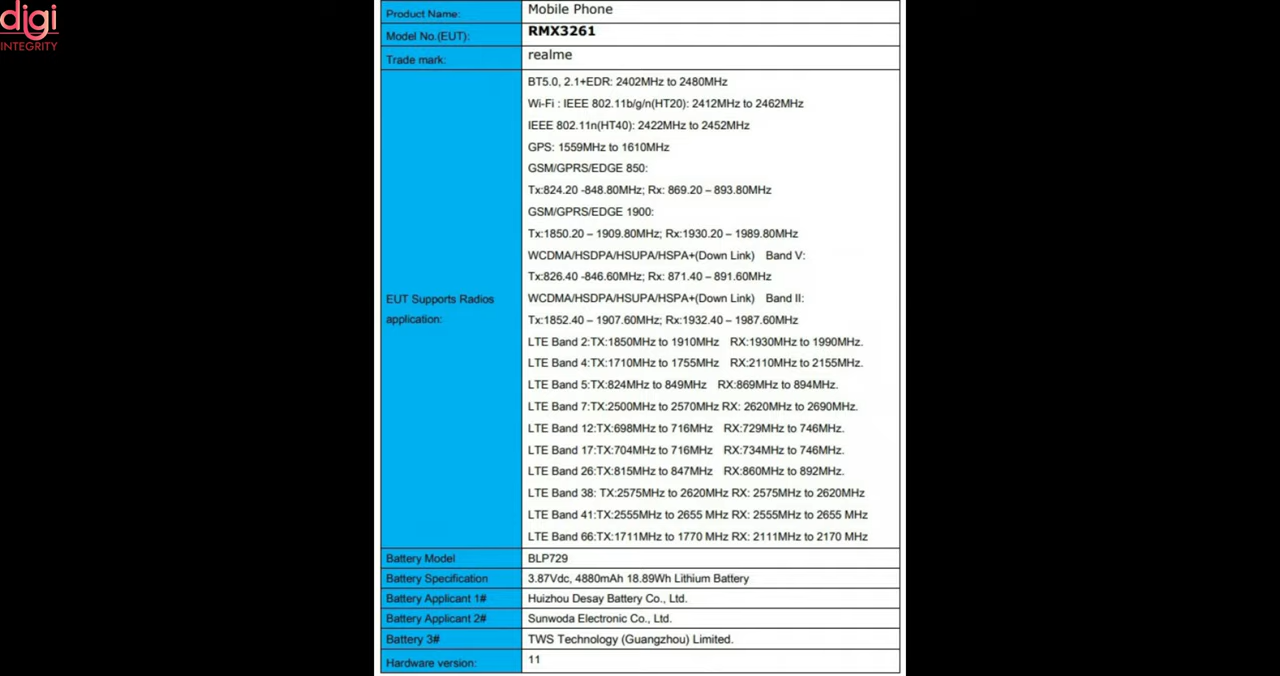 digi
INTEGRITY
Product Name: Mobile Phone
Model No.(EUT): RMX3261
Trade mark: realme
EUT Supports Radios application:
BT5.0, 2.1+EDR: 2402MHz to 2480MHz
Wi-Fi : IEEE 802.11b/g/n(HT20): 2412MHz to 2462MHz
IEEE 802.11n(HT40): 2422MHz to 2452MHz
GPS: 1559MHz to 1610MHz
GSM/GPRS/EDGE 850:
Tx:824.20 -848.80MHz; Rx: 869.20 – 893.80MHz
GSM/GPRS/EDGE 1900:
Tx:1850.20 – 1909.80MHz; Rx:1930.20 – 1989.80MHz
WCDMA/HSDPA/HSUPA/HSPA+(Down Link) Band V:
Tx:826.40 -846.60MHz; Rx: 871.40 – 891.60MHz
WCDMA/HSDPA/HSUPA/HSPA+(Down Link) Band II:
Tx:1852.40 – 1907.60MHz; Rx:1932.40 – 1987.60MHz
LTE Band 2:TX:1850MHz to 1910MHz RX:1930MHz to 1990MHz.
LTE Band 4:TX:1710MHz to 1755MHz RX:2110MHz to 2155MHz.
LTE Band 5:TX:824MHz to 849MHz RX:869MHz to 894MHz.
LTE Band 7:TX:2500MHz to 2570MHz RX: 2620MHz to 2690MHz.
LTE Band 12:TX:698MHz to 716MHz RX:729MHz to 746MHz.
LTE Band 17:TX:704MHz to 716MHz RX:734MHz to 746MHz.
LTE Band 26:TX:815MHz to 847MHz RX:860MHz to 892MHz.
LTE Band 38: TX:2575MHz to 2620MHz RX: 2575MHz to 2620MHz
LTE Band 41:TX:2555MHz to 2655 MHz RX: 2555MHz to 2655 MHz
LTE Band 66:TX:1711MHz to 1770 MHz RX: 2111MHz to 2170 MHz
Battery Model BLP729
Battery Specification 3.87Vdc, 4880mAh 18.89Wh Lithium Battery
Battery Applicant 1# Huizhou Desay Battery Co., Ltd.
Battery Applicant 2# Sunwoda Electronic Co., Ltd.
Battery 3# TWS Technology (Guangzhou) Limited.
Hardware version: 11